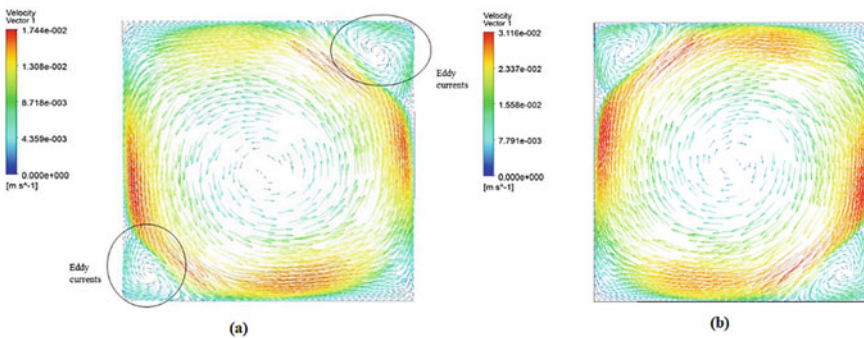 Velocity
Vector 1
1.744e-002
1.308e-002
8.718e-003
4.359e-003
0.000e+000
[m s^-1]
Eddy
currents
Eddy
currents
(a)
Velocity
Vector 1
3.116e-002
2.337e-002
1.558e-002
7.791e-003
0.000e+000
[m s^-1]
(b)